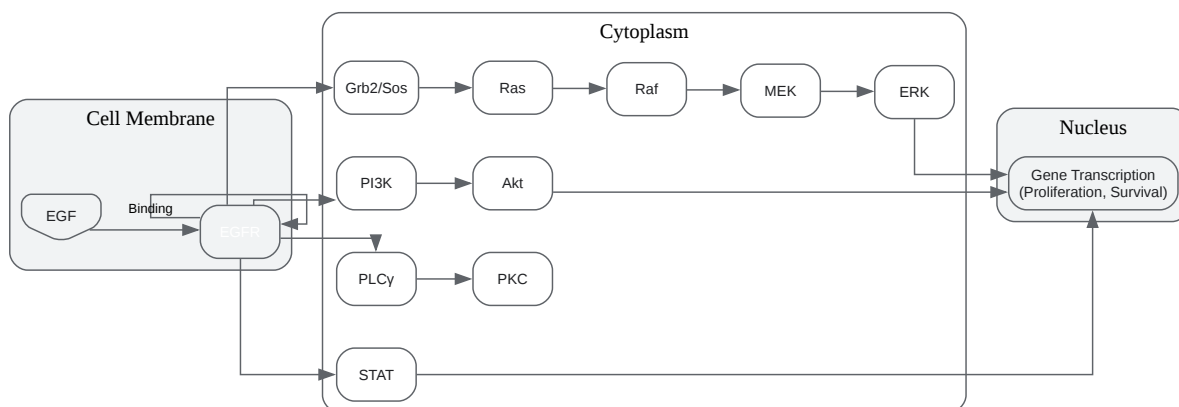 Cytoplasm
Cell Membrane
Nucleus
Grb2/Sos
Ras
Raf
MEK
ERK
PI3K
Akt
Gene Transcription
(Proliferation, Survival)
EGF
Binding
EGFR
PLCγ
PKC
STAT